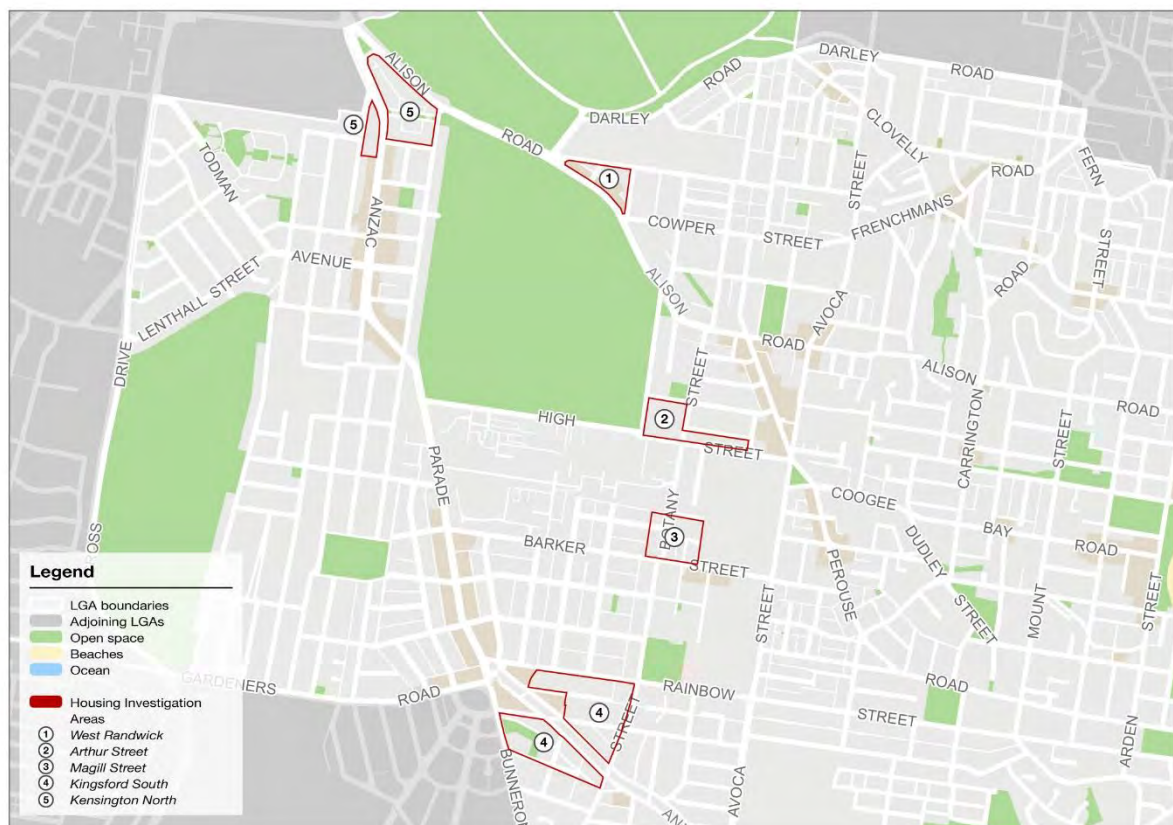 ALISON
ROAD
DARLEY
ROAD
DARLEY
ROAD
CLOVELLY
FERN
ROAD
STREET
FRENCHMANS
STREET
COWPER
STREET
TODMAN
ANZAC
AVENUE
LENTHALL STREET
DRIVE
ALISON
ROAD
AVOCA
ROAD
ALISON
ROAD
STREET
CARRINGTON
STREET
HIGH
STREET
PARADE
BOTANY
BARKER
STREET
COOGEE
BAY
ROAD
DUDLEY
STREET
PEROUSE
MOUNT
STREET
STREET
ROSS
GARDENERS
ROAD
RAINBOW
STREET
STREET
ROAD
ARDEN
AVOCA
BUNNERON
AN
5
5
1
2
3
4
4
Legend
LGA boundaries
Adjoining LGAs
Open space
Beaches
Ocean
Housing Investigation
Areas
1 West Randwick
2 Arthur Street
3 Magill Street
4 Kingsford South
5 Kensington North